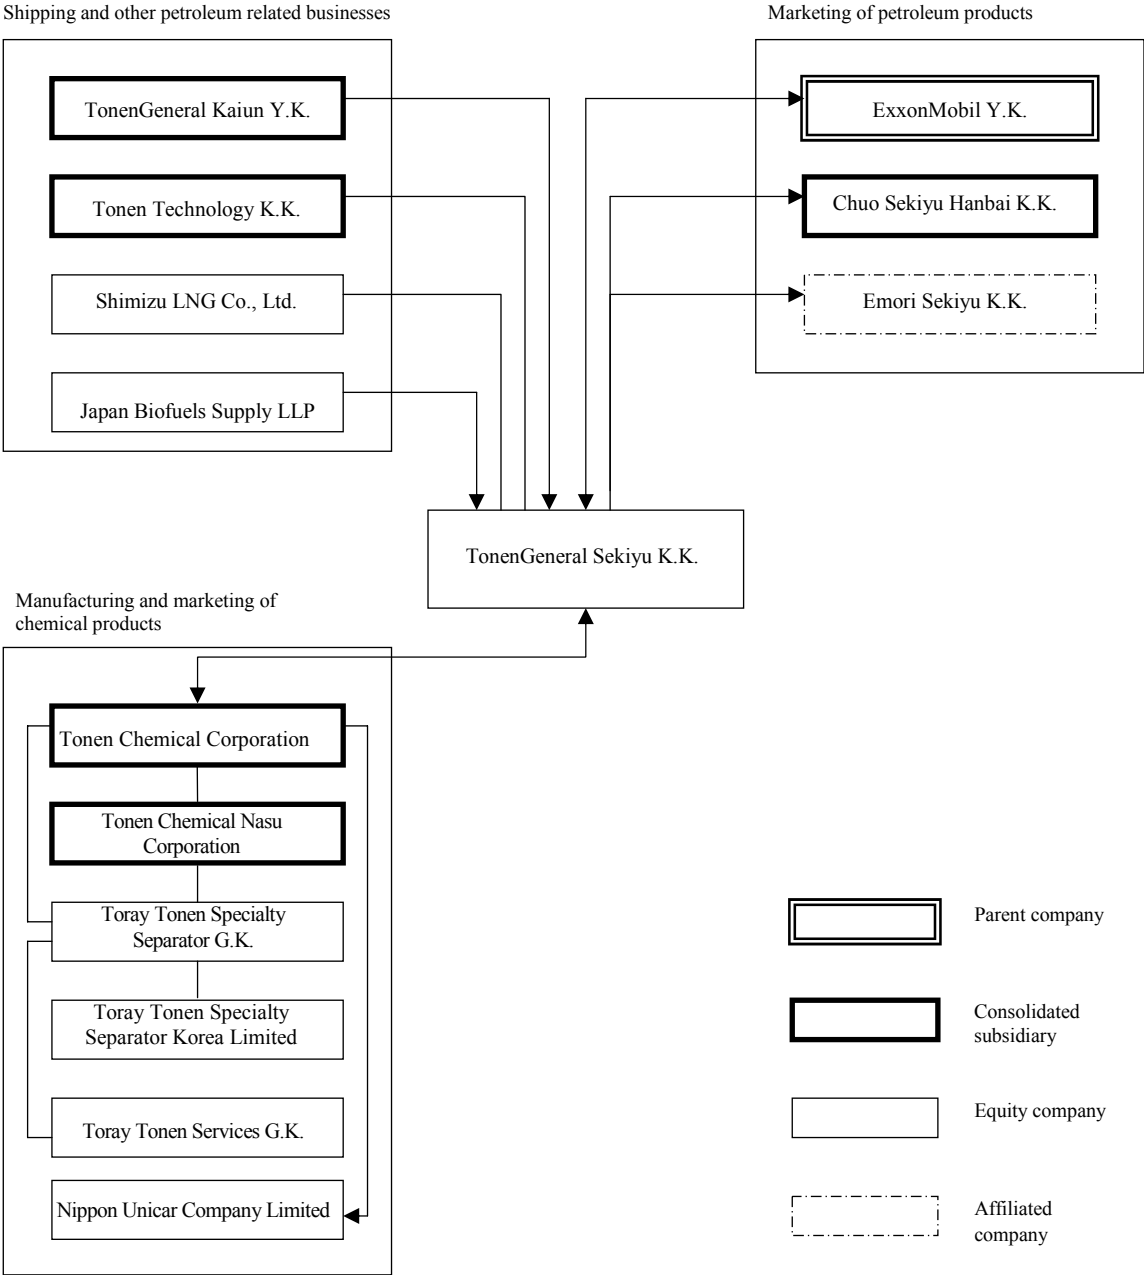 Shipping and other petroleum related businesses
TonenGeneral Kaiun Y.K.
Tonen Technology K.K.
Shimizu LNG Co., Ltd.
Japan Biofuels Supply LLP
Marketing of petroleum products
ExxonMobil Y.K.
Chuo Sekiyu Hanbai K.K.
Emori Sekiyu K.K.
TonenGeneral Sekiyu K.K.
Manufacturing and marketing of
chemical products
Tonen Chemical Corporation
Tonen Chemical Nasu
Corporation
Toray Tonen Specialty
Separator G.K.
Toray Tonen Specialty
Separator Korea Limited
Toray Tonen Services G.K.
Nippon Unicar Company Limited
Parent company
Consolidated
subsidiary
Equity company
Affiliated
company